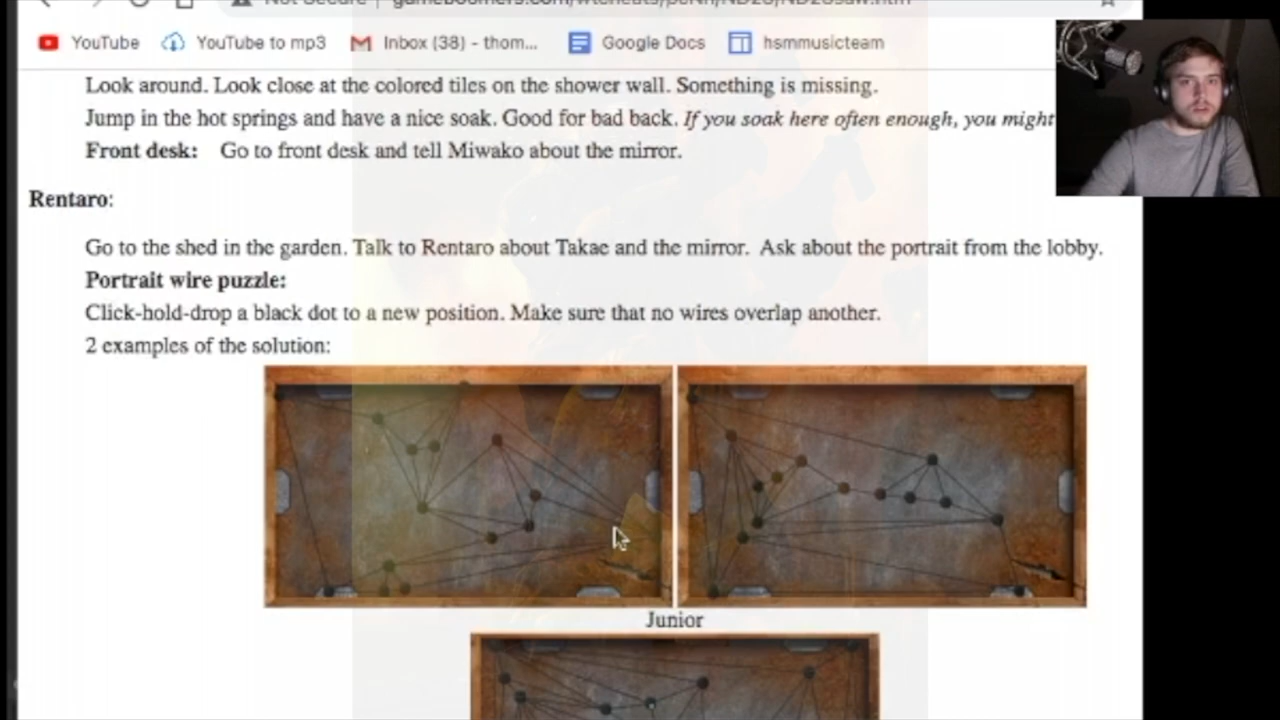 Not Secure
YouTube
YouTube to mp3
Inbox (38) - thom...
Google Docs
hsmmusicteam
Look around. Look close at the colored tiles on the shower wall. Something is missing.
Jump in the hot springs and have a nice soak. Good for bad back. If you soak here often enough, you might
Front desk: Go to front desk and tell Miwako about the mirror.
Rentaro:
Go to the shed in the garden. Talk to Rentaro about Takae and the mirror. Ask about the portrait from the lobby.
Portrait wire puzzle:
Click-hold-drop a black dot to a new position. Make sure that no wires overlap another.
2 examples of the solution:
Junior